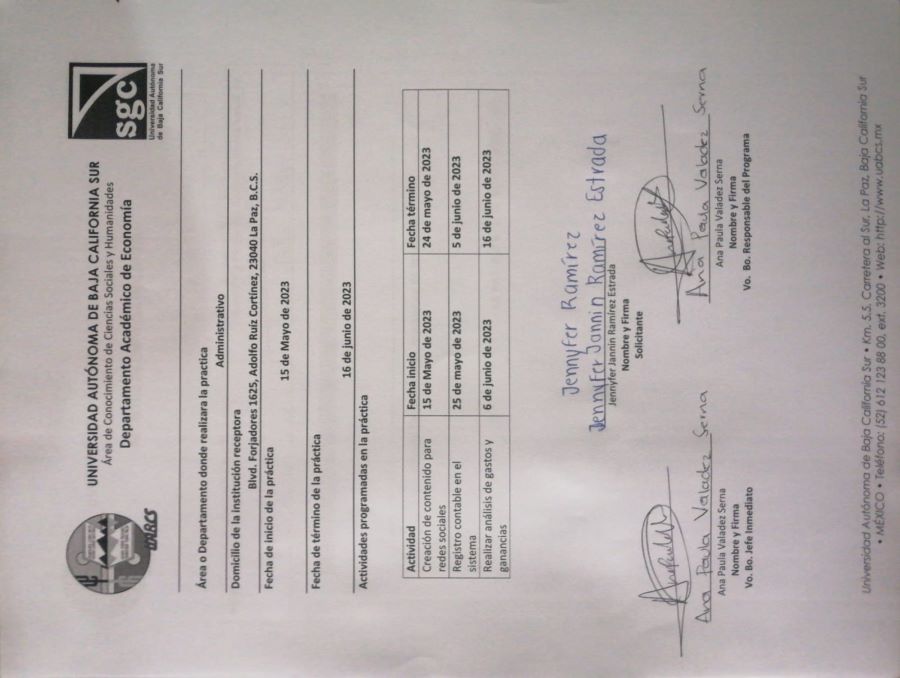 UNIVERSIDAD AUTÓNOMA DE BAJA CALIFORNIA SUR
Área de Conocimiento de Ciencias Sociales y Humanidades
Departamento Académico de Economía
UABCS
sgc
Universidad Autónoma
de Baja California Sur
Área o Departamento donde realizara la practica
Administrativo
Domicilio de la institución receptora
Blvd. Forjadores 1625, Adolfo Ruíz Cortínez, 23040 La Paz, B.C.S.
Fecha de inicio de la práctica
15 de Mayo de 2023
Fecha de término de la práctica
16 de junio de 2023
Actividades programadas en la práctica
Actividad Fecha inicio Fecha término
Creación de contenido para 15 de Mayo de 2023 24 de mayo de 2023
redes sociales
Registro contable en el 25 de mayo de 2023 5 de junio de 2023
sistema
Realizar análisis de gastos y 6 de junio de 2023 16 de junio de 2023
ganancias
Jennyfer Ramírez
Jennyfer Jannin Ramírez Estrada
Jennyfer Jannin Ramírez Estrada
Nombre y Firma
Solicitante
Ana Paula Valadez Serna
Ana Paula Valadez Serna
Nombre y Firma
Vo. Bo. Jefe Inmediato
Ana Paula Valadez Serna
Ana Paula Valadez Serna
Nombre y Firma
Vo. Bo. Responsable del Programa
Universidad Autónoma de Baja California Sur • Km. 5.5. Carretera al Sur, La Paz, Baja California Sur
• MÉXICO • Teléfono: (52) 612 123 88 00, ext. 3200 • Web: http://www.uabcs.mx